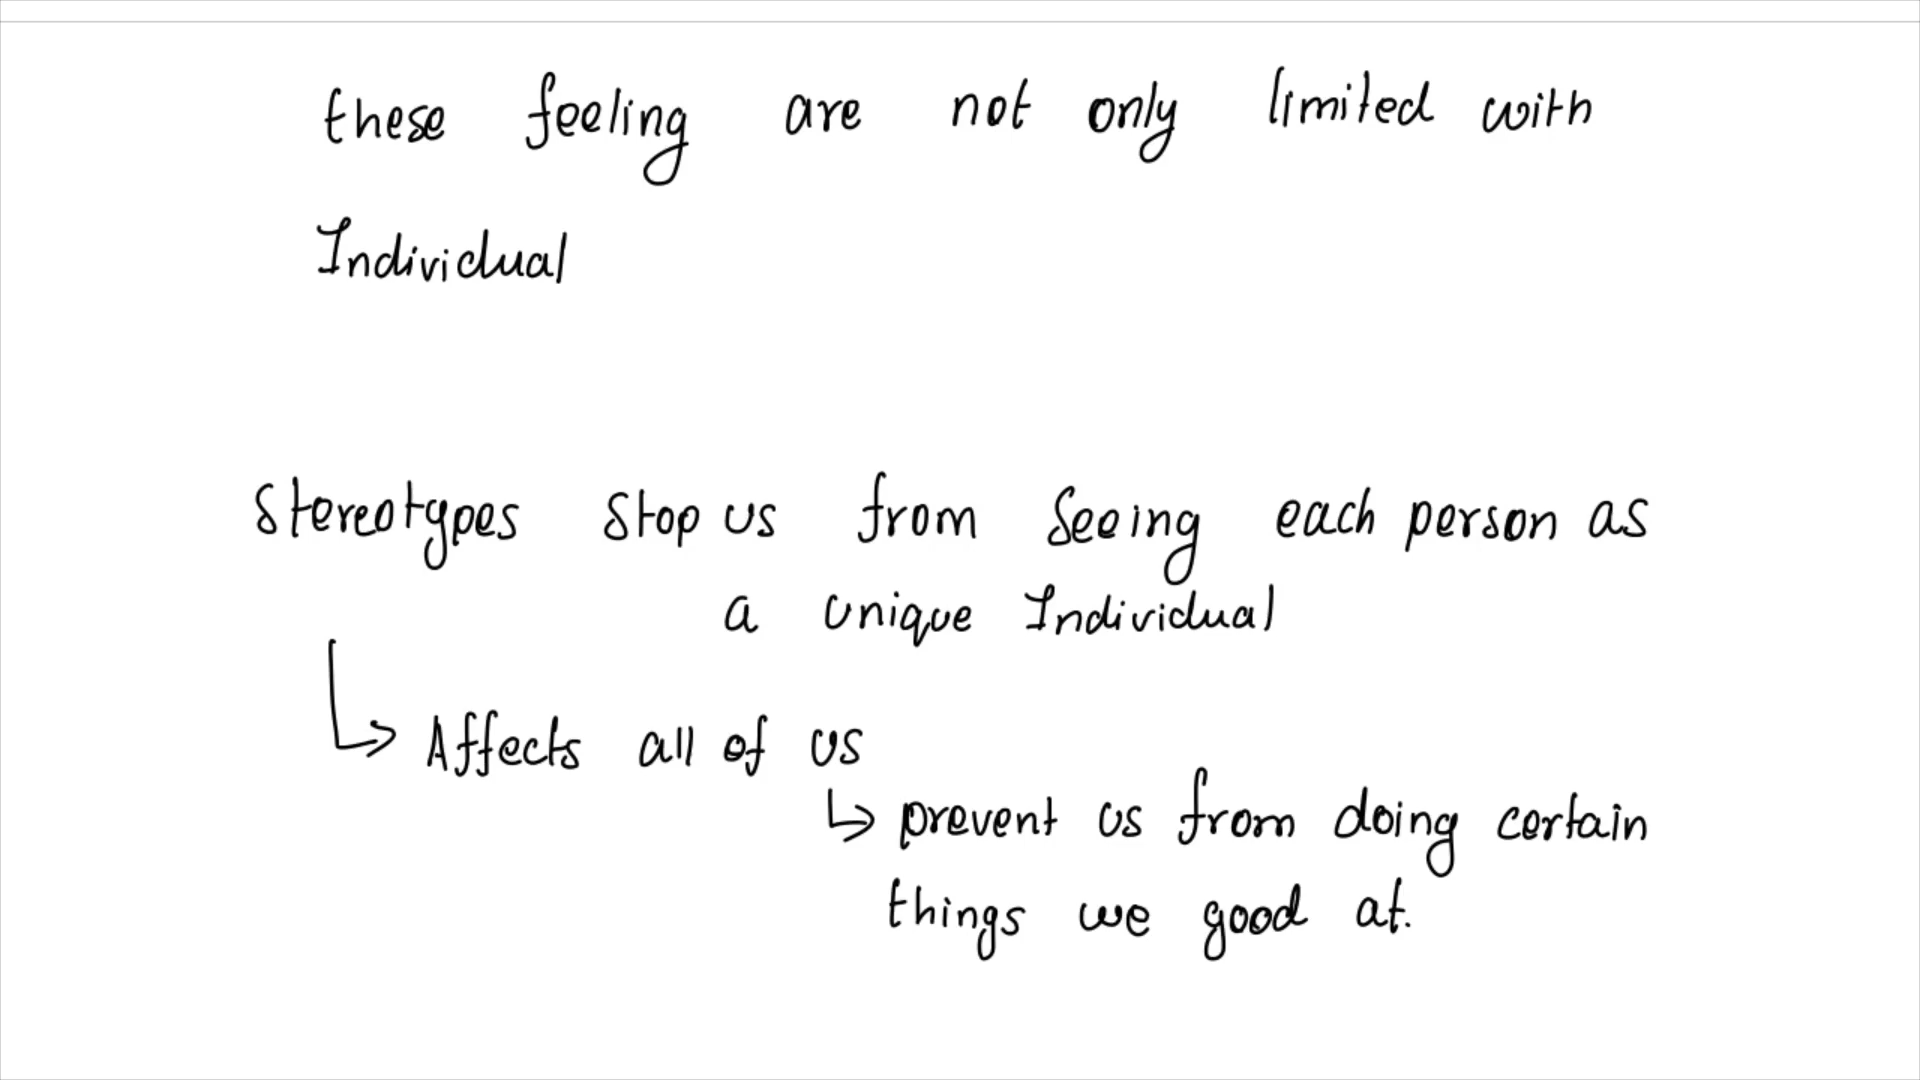 these feeling are not only limited with
Individual
Stereotypes stop us from seeing each person as
a unique Individual
↳ Affects all of us
↳ prevent us from doing certain
things we good at.